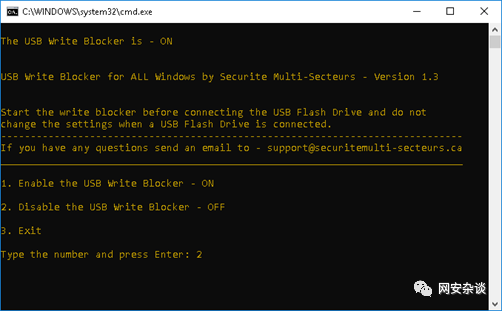 C:\WINDOWS\system32\cmd.exe
The USB Write Blocker is - ON
USB Write Blocker for ALL Windows by Securite Multi-Secteurs - Version 1.3
Start the write blocker before connecting the USB Flash Drive and do not
change the settings when a USB Flash Drive is connected.
--------------------------------------------------------------------------
If you have any questions send an email to - support@securitemulti-secteurs.ca
1. Enable the USB Write Blocker - ON
2. Disable the USB Write Blocker - OFF
3. Exit
Type the number and press Enter: 2
网安杂谈